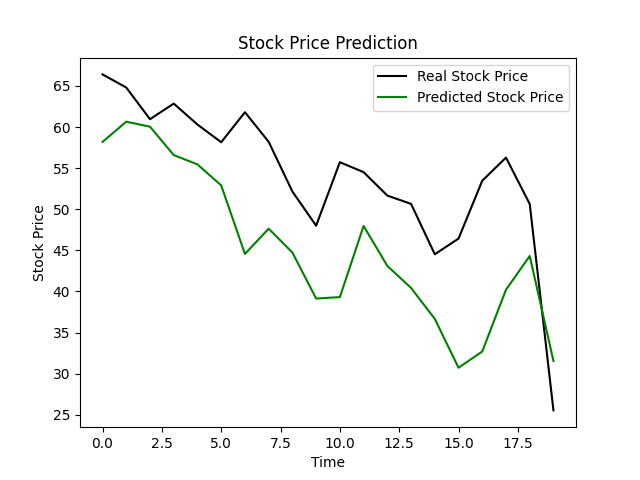 Stock Price Prediction
Real Stock Price
Predicted Stock Price
Stock Price
65
60
55
50
45
40
35
30
25
0.0 2.5 5.0 7.5 10.0 12.5 15.0 17.5
Time